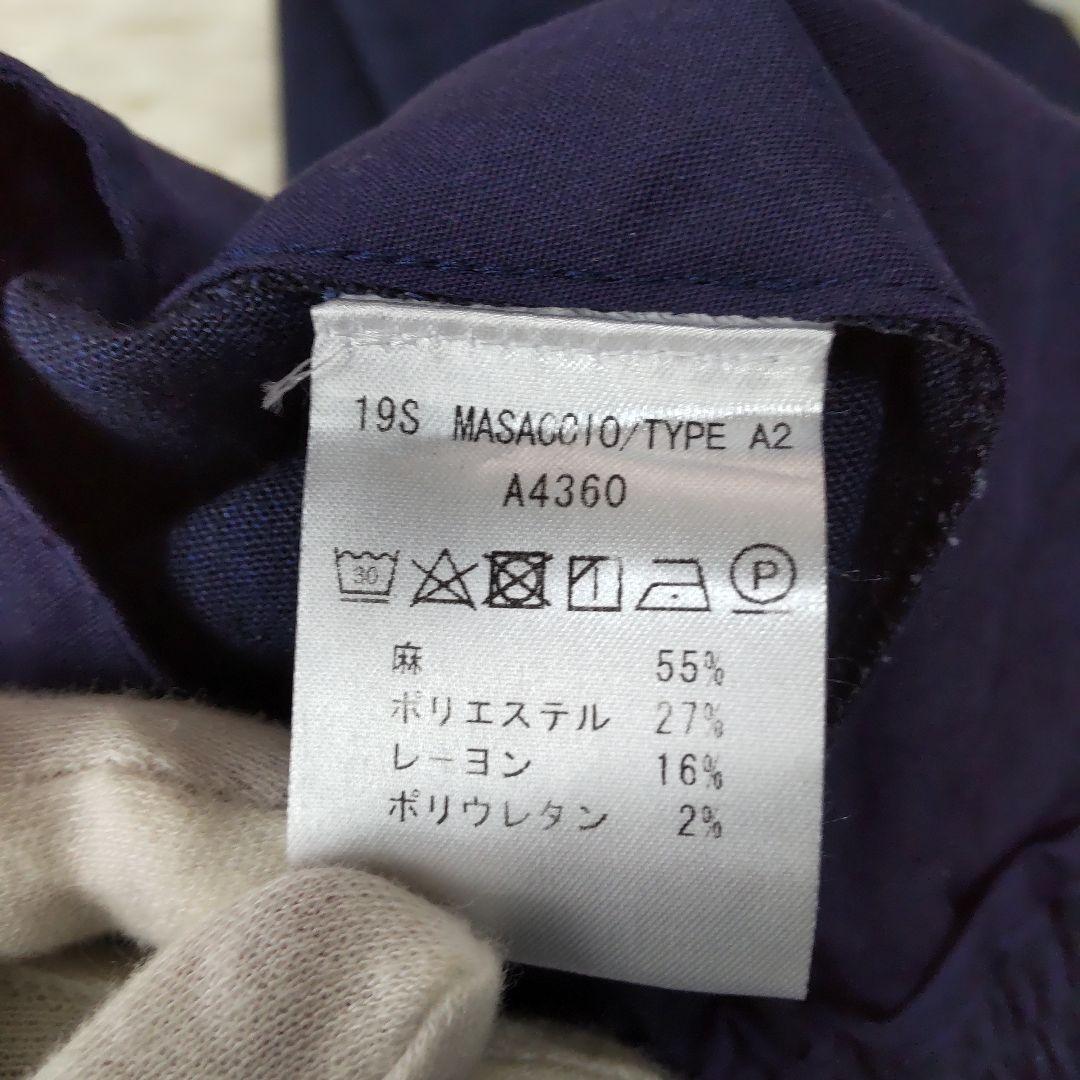 19S MASACCIO/TYPE A2
A4360
30 P
麻 55%
ポリエステル 27%
レーヨン 16%
ポリウレタン 2%